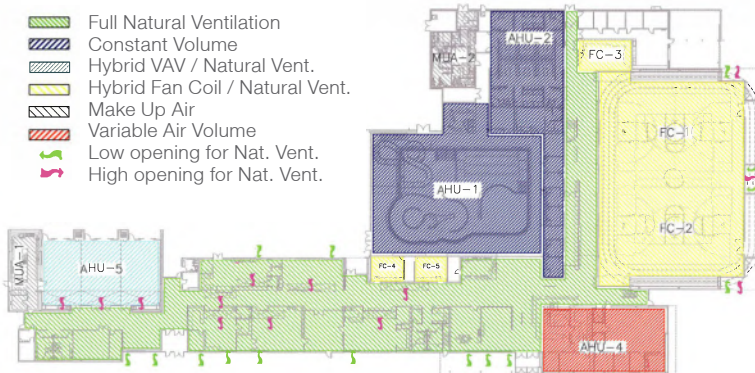 Full Natural Ventilation
Constant Volume
Hybrid VAV / Natural Vent.
Hybrid Fan Coil / Natural Vent.
Make Up Air
Variable Air Volume
Low opening for Nat. Vent.
High opening for Nat. Vent.
AHU-2
MUA-2
FC-3
FC-1
AHU-1
FC-2
MUA-1
AHU-5
FC-4
FC-5
AHU-4